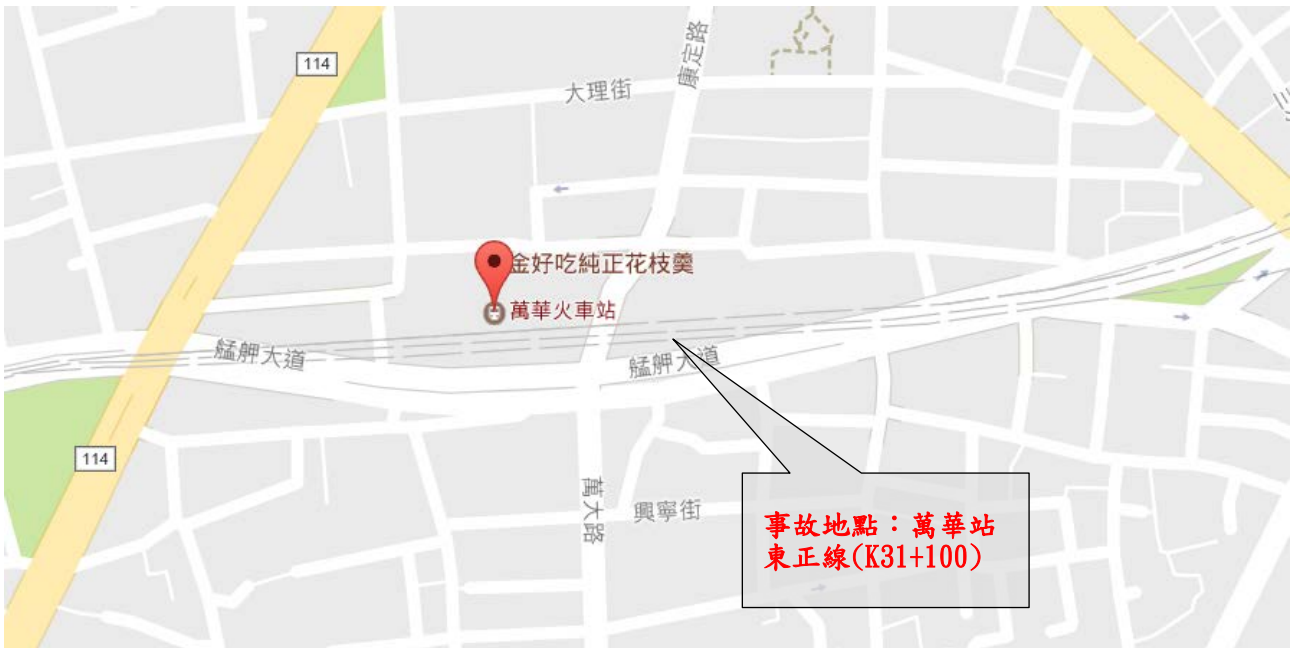 114
大理街
康定路
金好吃純正花枝羹
萬華火車站
艋舺大道
艋舺大道
114
萬大路
興寧街
事故地點：萬華站
東正線(K31+100)